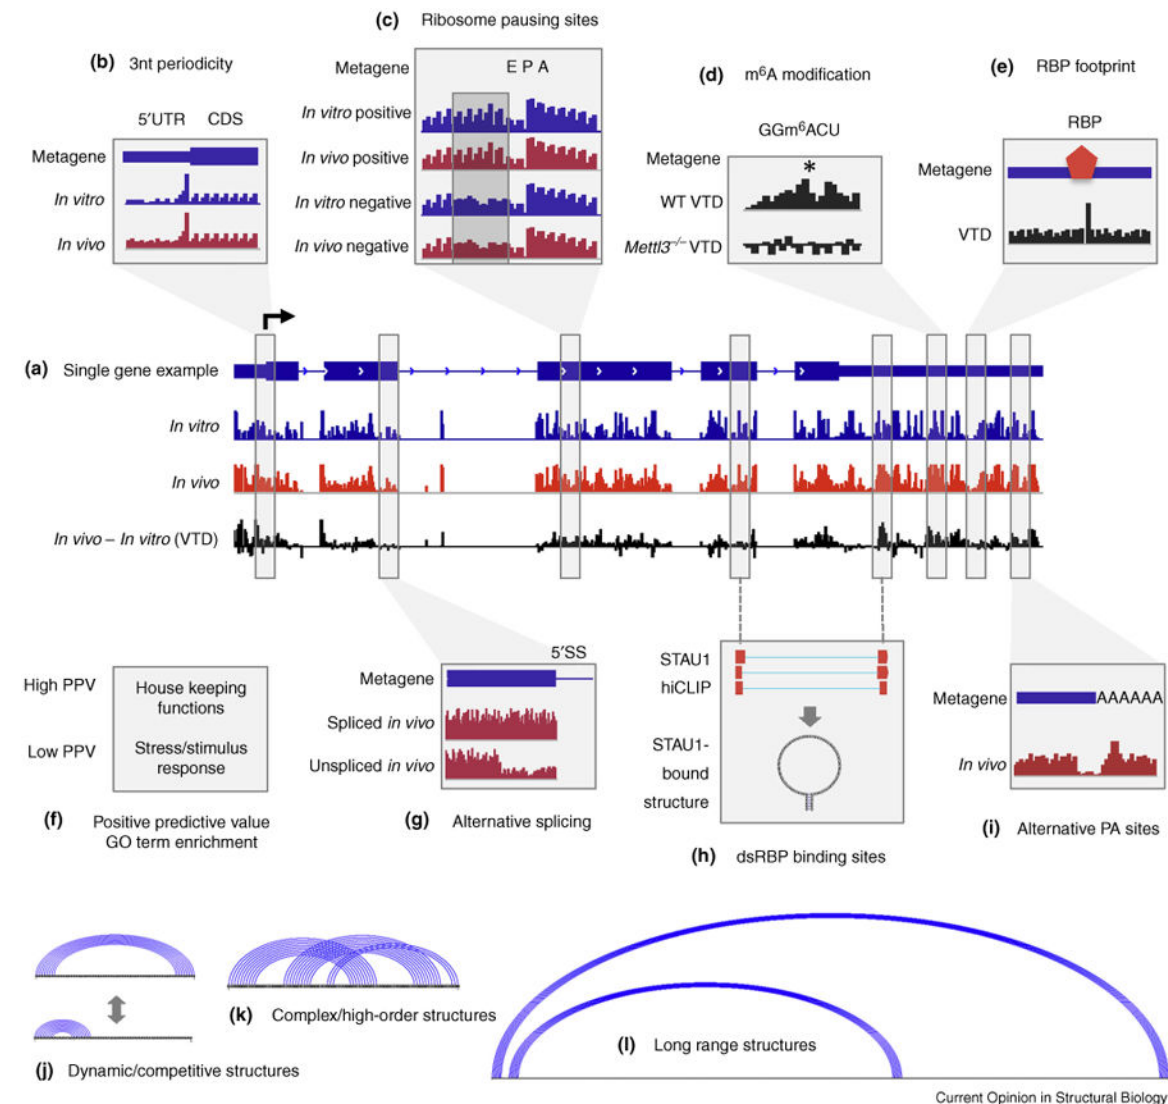 (c) Ribosome pausing sites
(b) 3nt periodicity
Metagene E P A
(d) m⁶A modification
(e) RBP footprint
In vitro positive
5′UTR CDS
GGm⁶ACU
RBP
Metagene
In vivo positive
Metagene
*
Metagene
In vitro
In vitro negative
WT VTD
In vivo
In vivo negative
Mettl3⁻/⁻ VTD
VTD
(a) Single gene example
In vitro
In vivo
In vivo – In vitro (VTD)
5′SS
STAU1
hiCLIP
High PPV
House keeping
functions
Metagene
Metagene
AAAAAA
Spliced in vivo
Low PPV
Stress/stimulus
response
Unspliced in vivo
STAU1-
bound
structure
In vivo
(f) Positive predictive value
GO term enrichment
(g) Alternative splicing
(h) dsRBP binding sites
(i) Alternative PA sites
(k) Complex/high-order structures
(l) Long range structures
(j) Dynamic/competitive structures
Current Opinion in Structural Biology